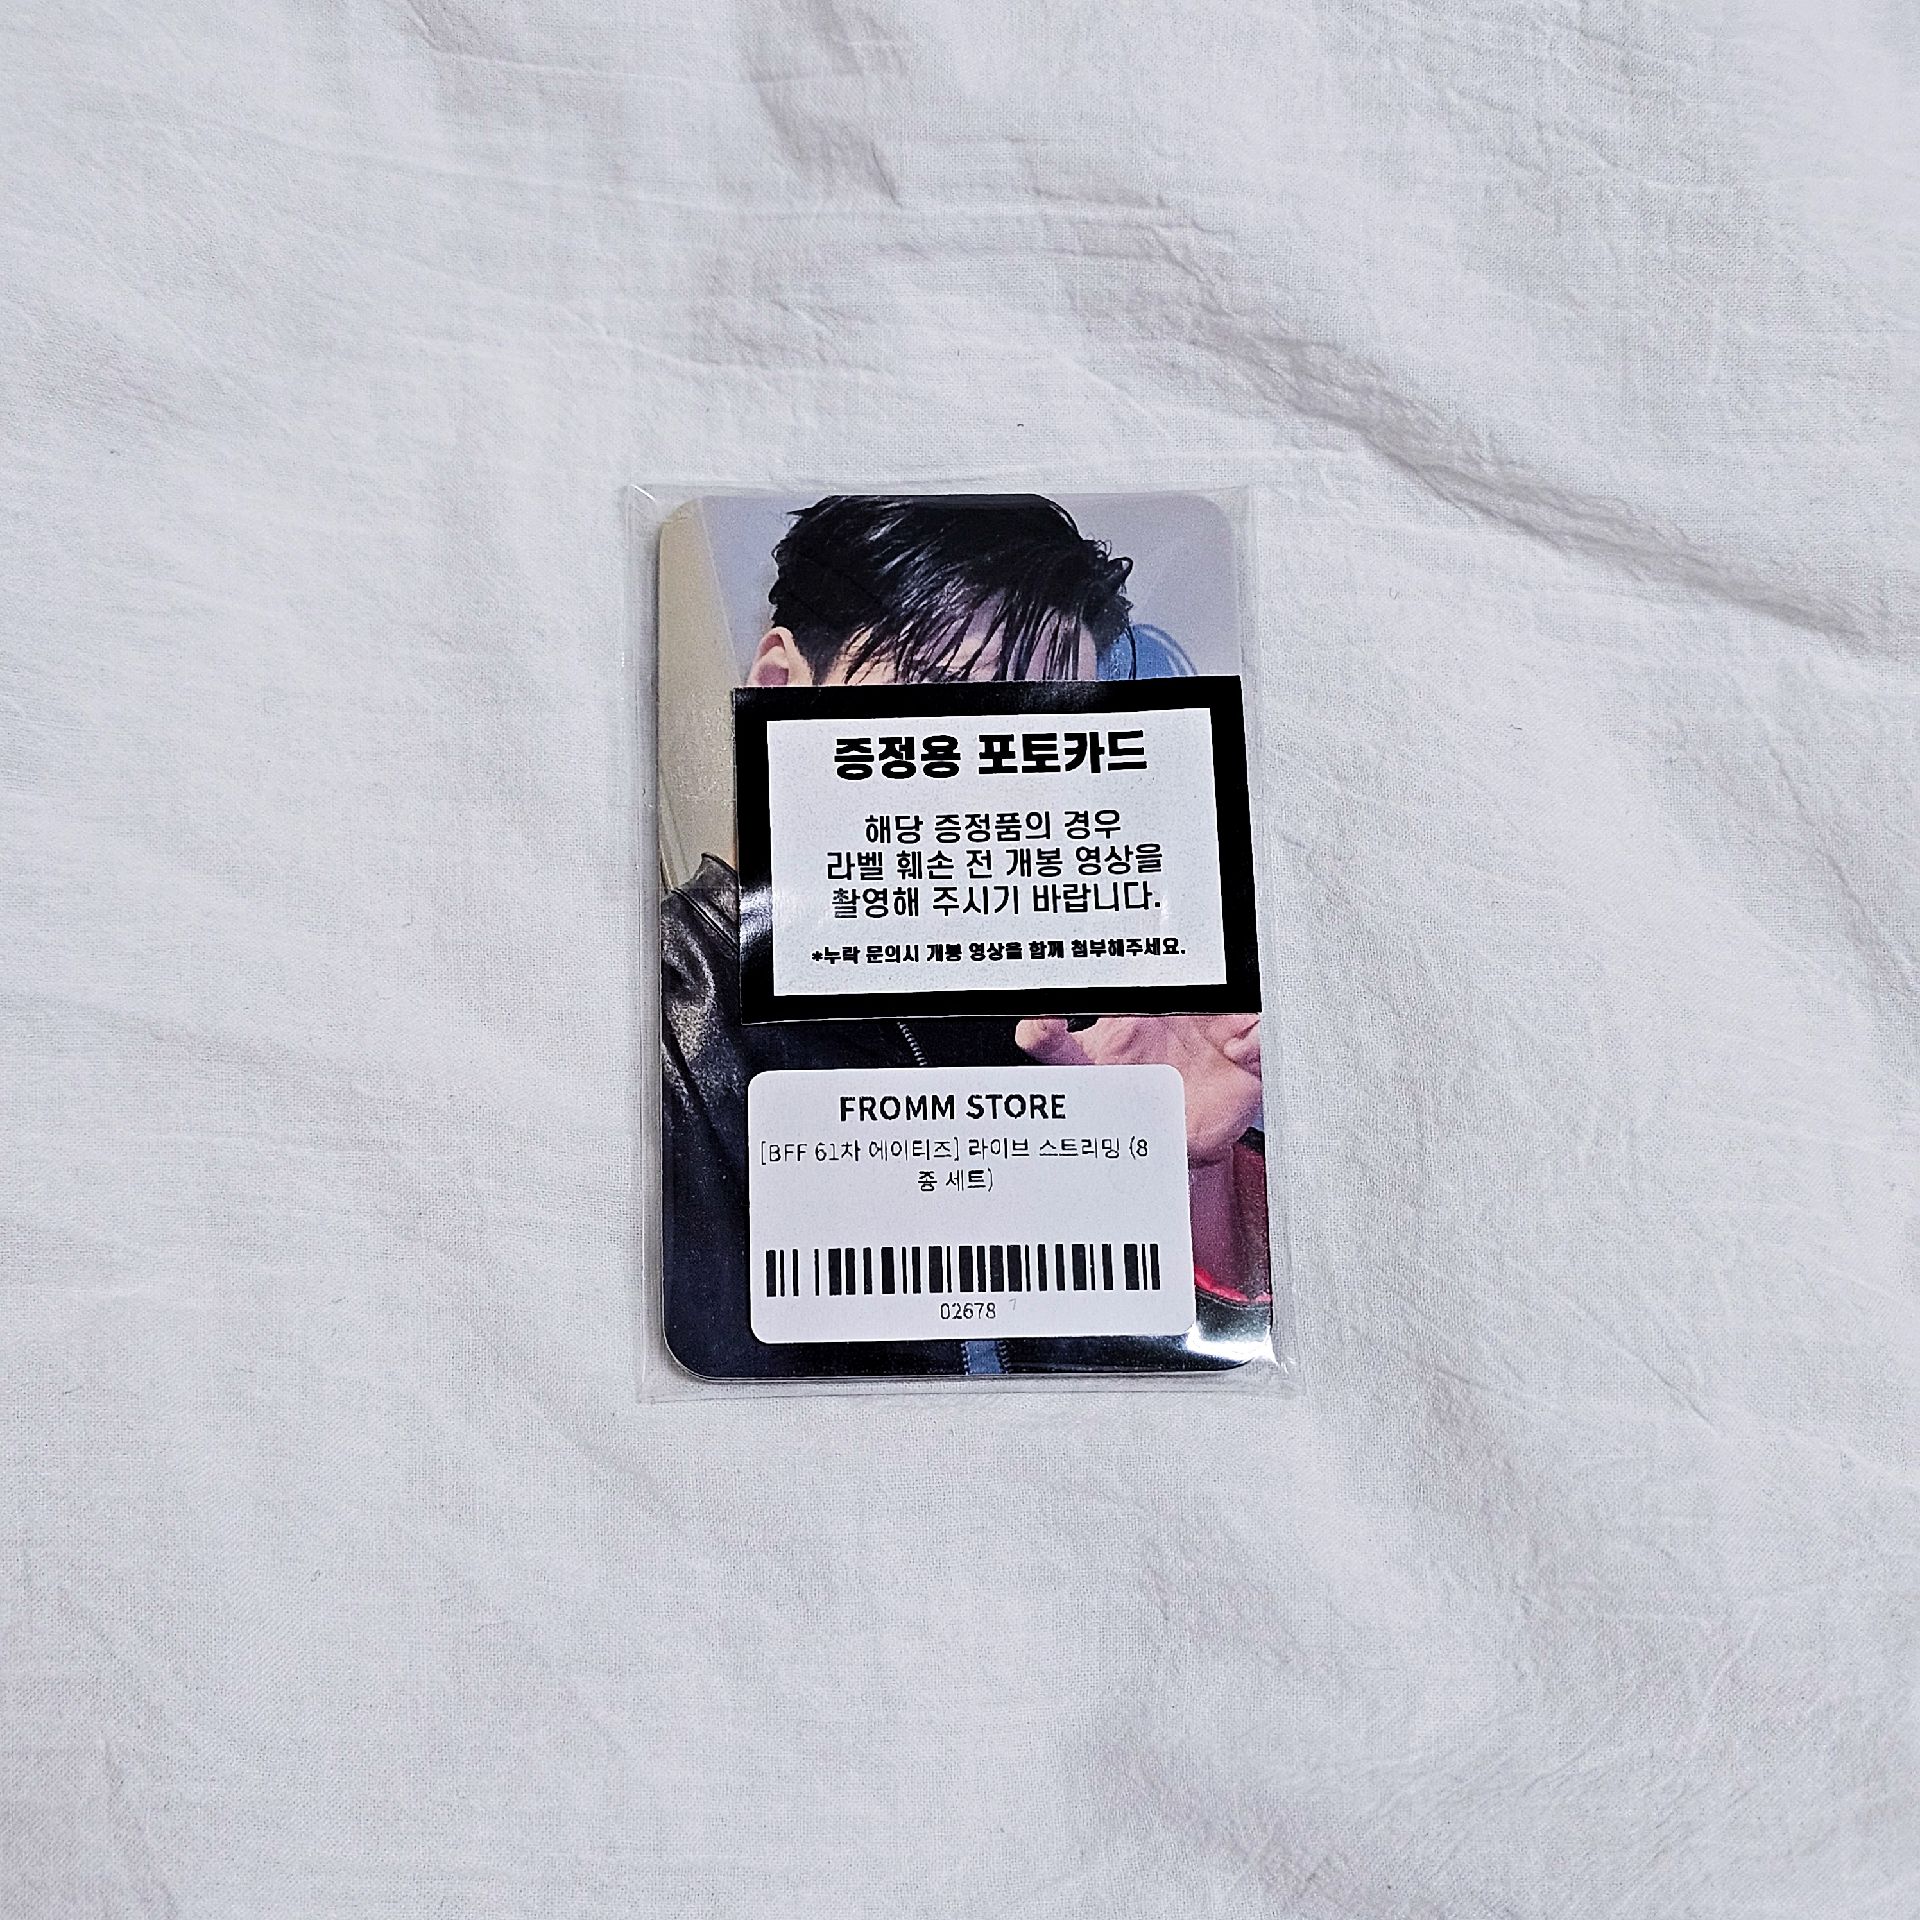 증정용 포토카드
해당 증정품의 경우
라벨 훼손 전 개봉 영상을
촬영해 주시기 바랍니다.
*누락 문의시 개봉 영상을 함께 첨부해주세요.
FROMM STORE
[BFF 61차 에이티즈] 라이브 스트리밍 (8
종 세트)
02678